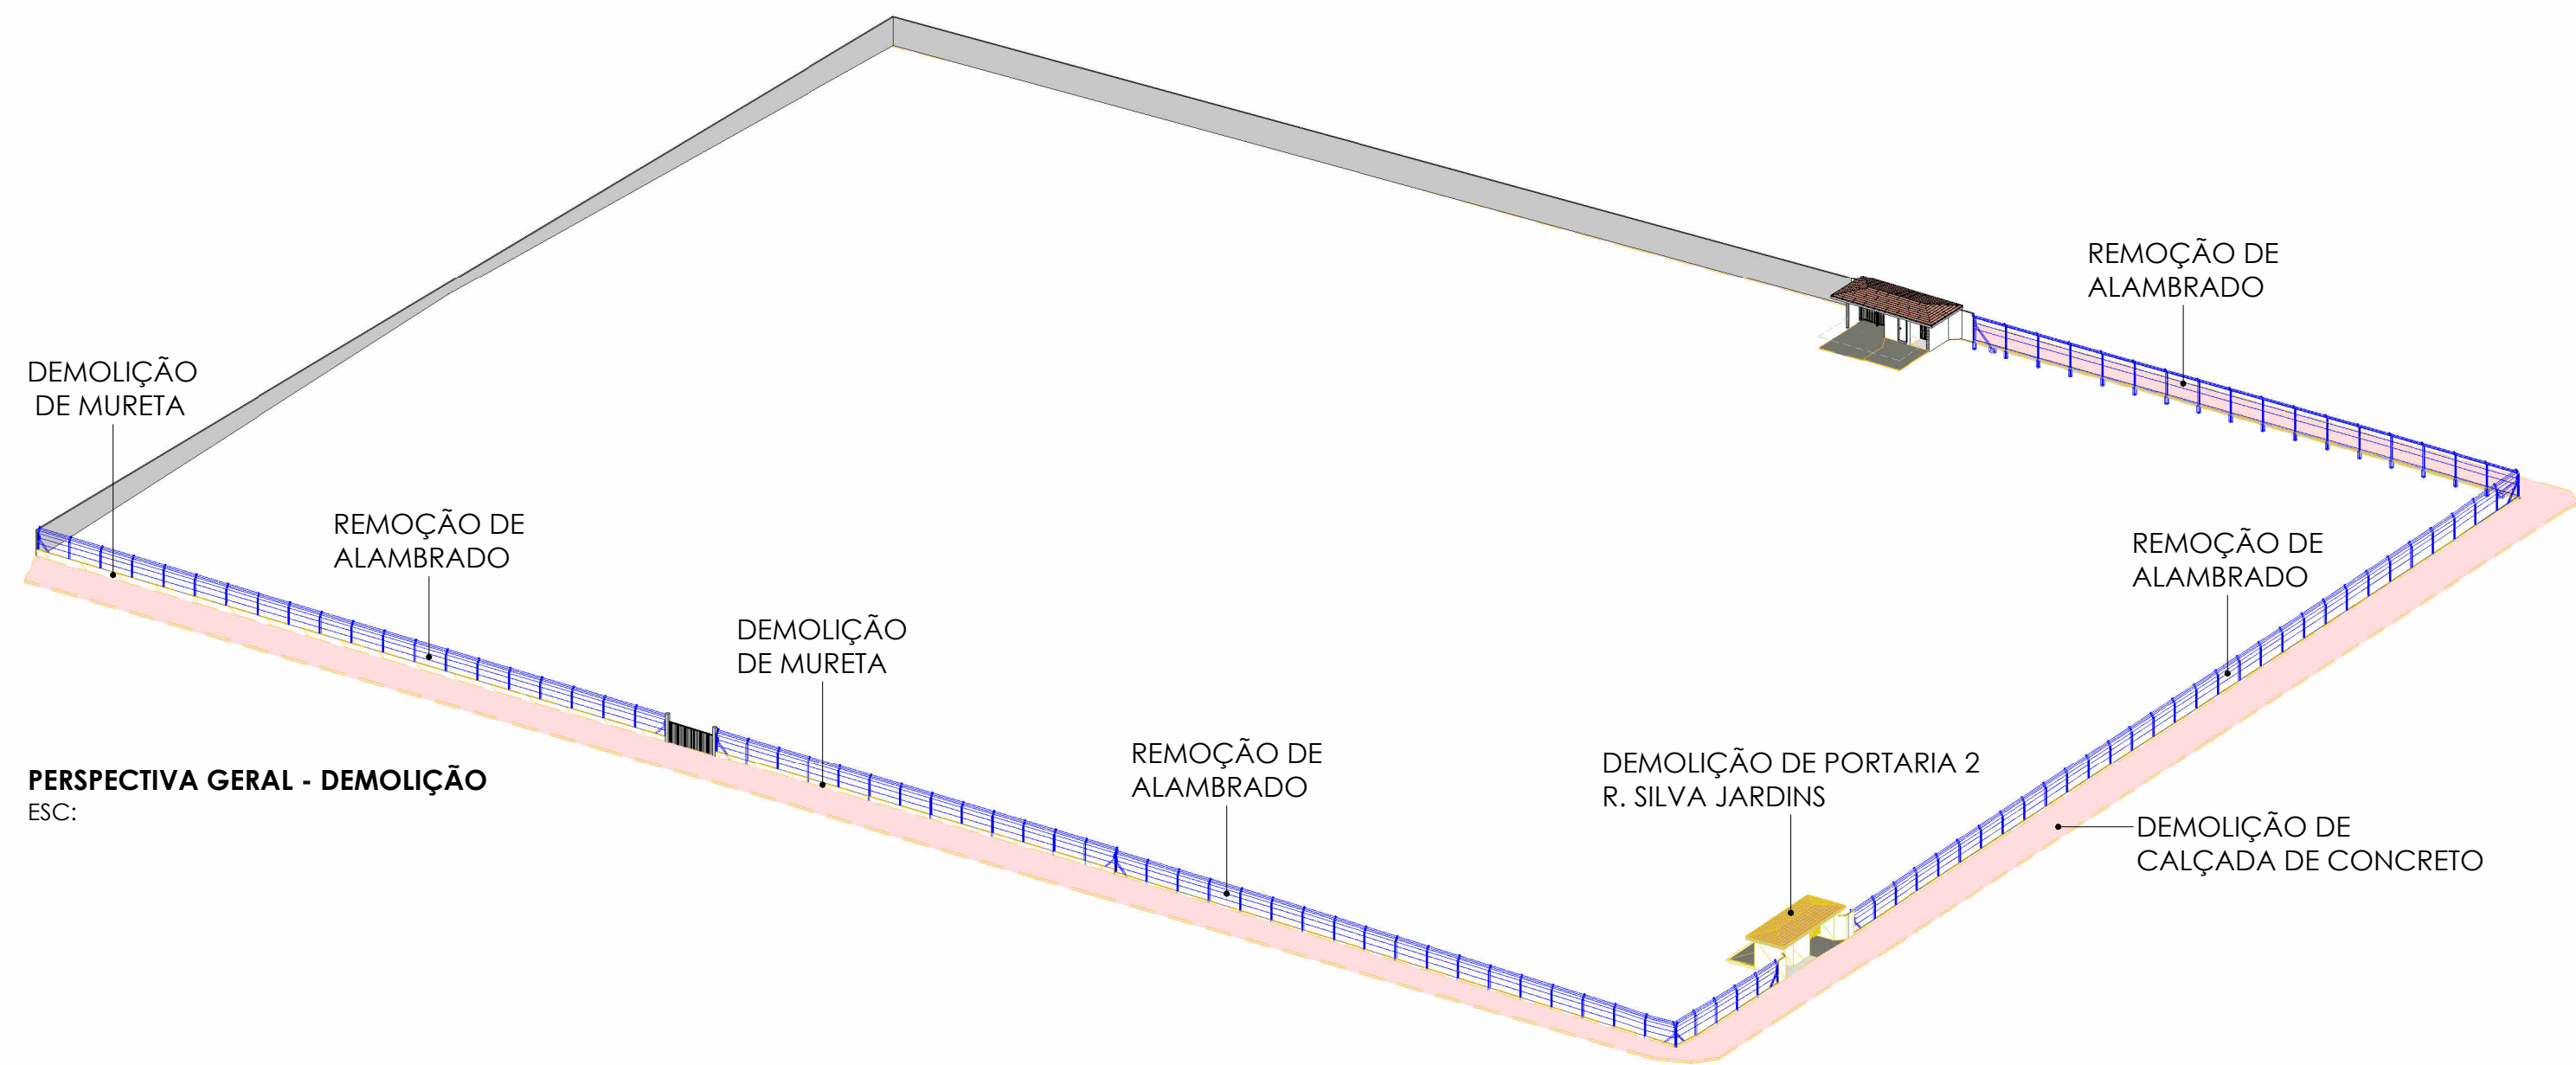 REMOÇÃO DE
ALAMBRADO
DEMOLIÇÃO
DE MURETA
REMOÇÃO DE
ALAMBRADO
REMOÇÃO DE
ALAMBRADO
DEMOLIÇÃO
DE MURETA
REMOÇÃO DE
ALAMBRADO
DEMOLIÇÃO DE PORTARIA 2
R. SILVA JARDINS
PERSPECTIVA GERAL - DEMOLIÇÃO
ESC:
DEMOLIÇÃO DE
CALÇADA DE CONCRETO